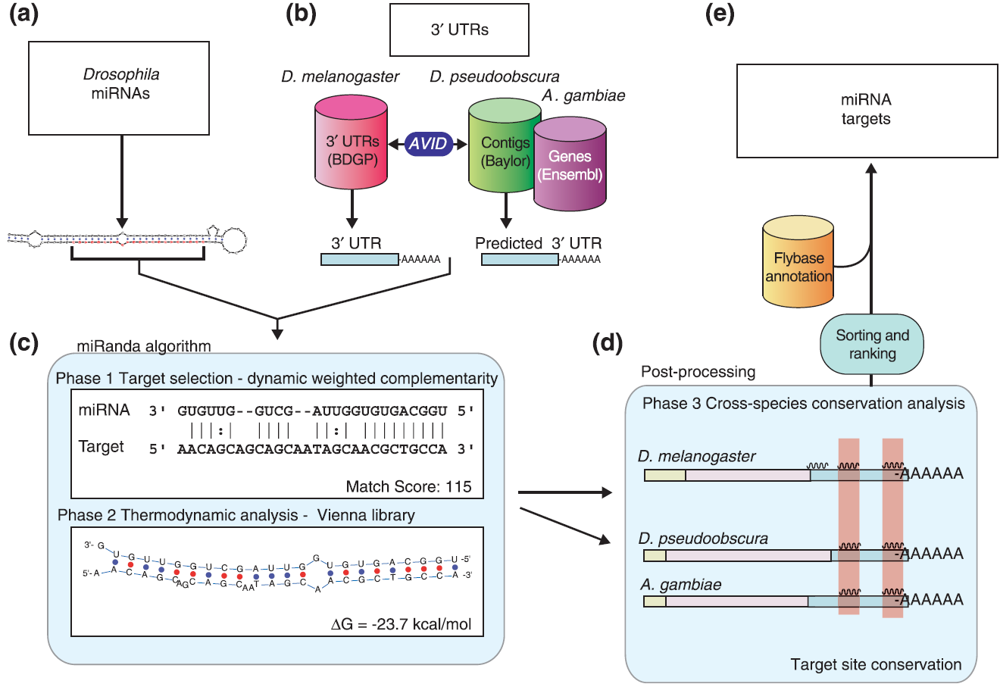 (a)
Drosophila
miRNAs
(b)
3′ UTRs
D. melanogaster
D. pseudoobscura
A. gambiae
3′ UTRs
(BDGP)
AVID
Contigs
(Baylor)
Genes
(Ensembl)
3′ UTR
-AAAAAA
Predicted 3′ UTR
-AAAAAA
(c)
miRanda algorithm
Phase 1 Target selection - dynamic weighted complementarity
miRNA 3' GUGUUG--GUCG--AUUGGUGUGACGGU 5'
|||:| |||| ||:| |||||||||
Target 5' AACAGCAGCAGCAATAGCAACGCTGCCA 3'
Match Score: 115
Phase 2 Thermodynamic analysis - Vienna library
3'- G U G U U G G U C G A U U G G U G U G A C G G U -5'
5'- A A C A G C A G C A G C A A T A G C A A C G C T G C C A -3'
ΔG = -23.7 kcal/mol
(d)
Post-processing
Phase 3 Cross-species conservation analysis
D. melanogaster
-AAAAAA
D. pseudoobscura
-AAAAAA
A. gambiae
-AAAAAA
Target site conservation
(e)
miRNA
targets
Flybase
annotation
Sorting and
ranking